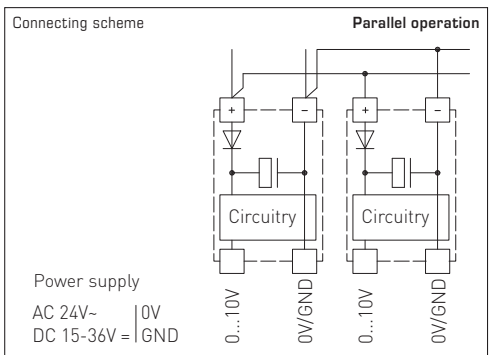 Connecting scheme
Parallel operation
+ − + −
Circuitry Circuitry
Power supply
AC 24V~ 0V
DC 15-36V = GND
0...10V
0V/GND
0...10V
0V/GND